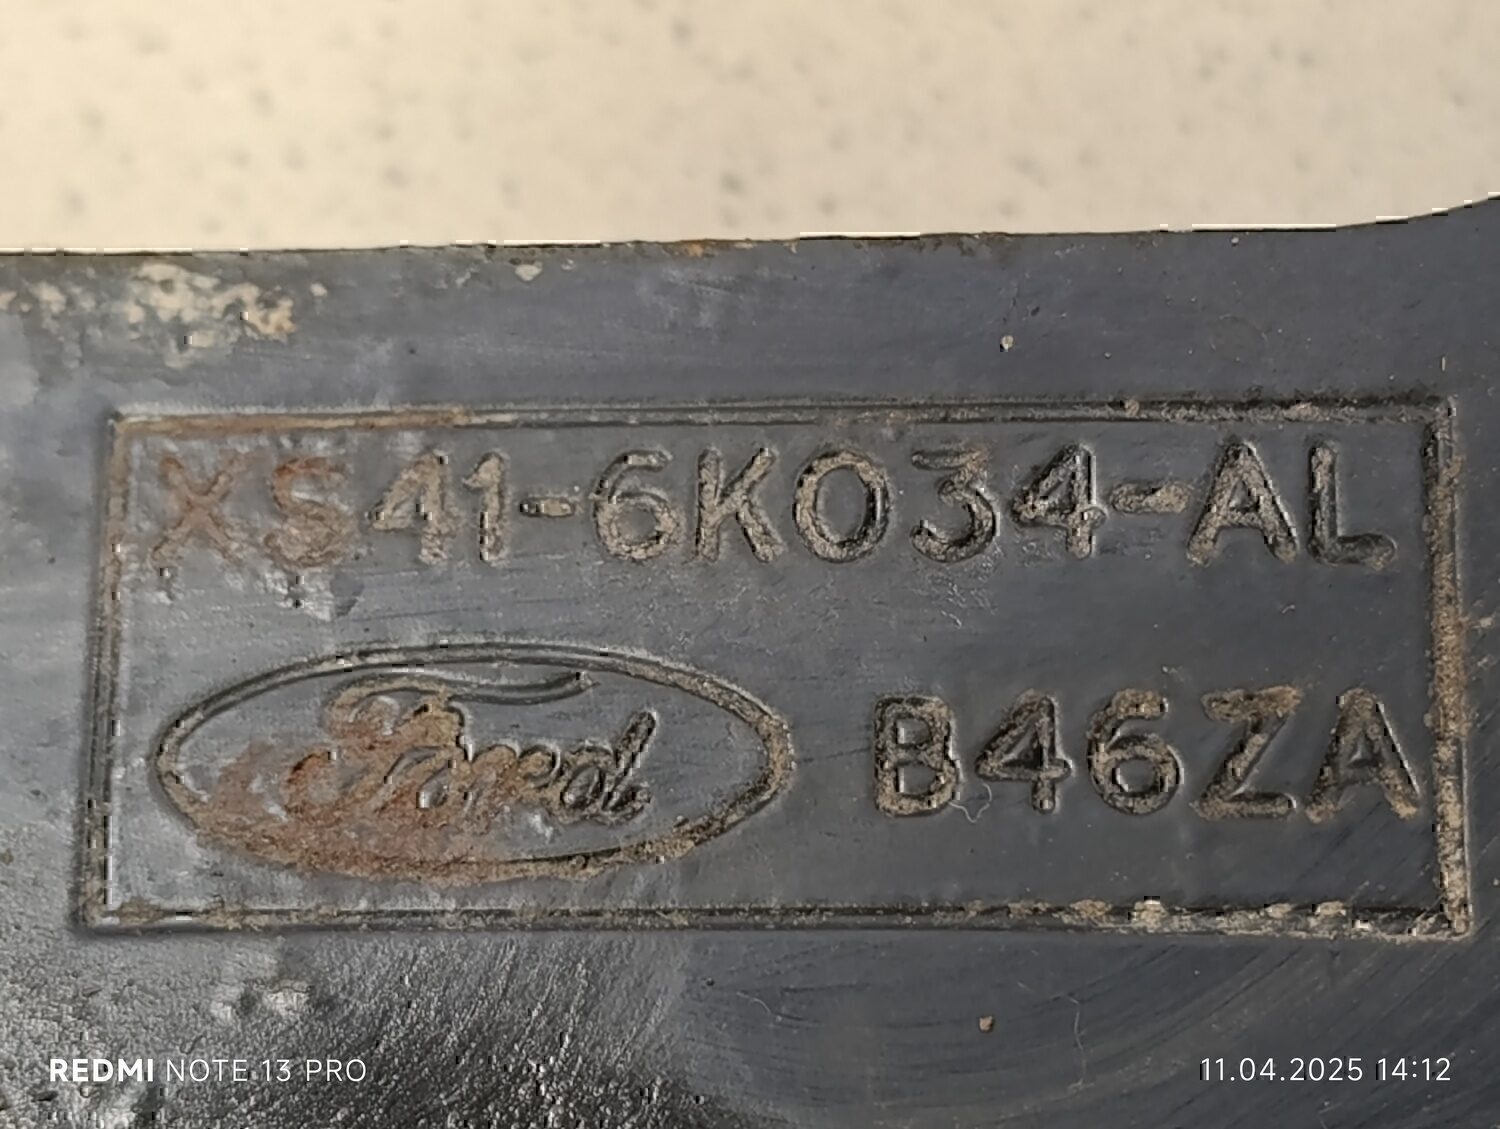 XS41-6K034-AL
Ford B46ZA
REDMI NOTE 13 PRO 11.04.2025 14:12